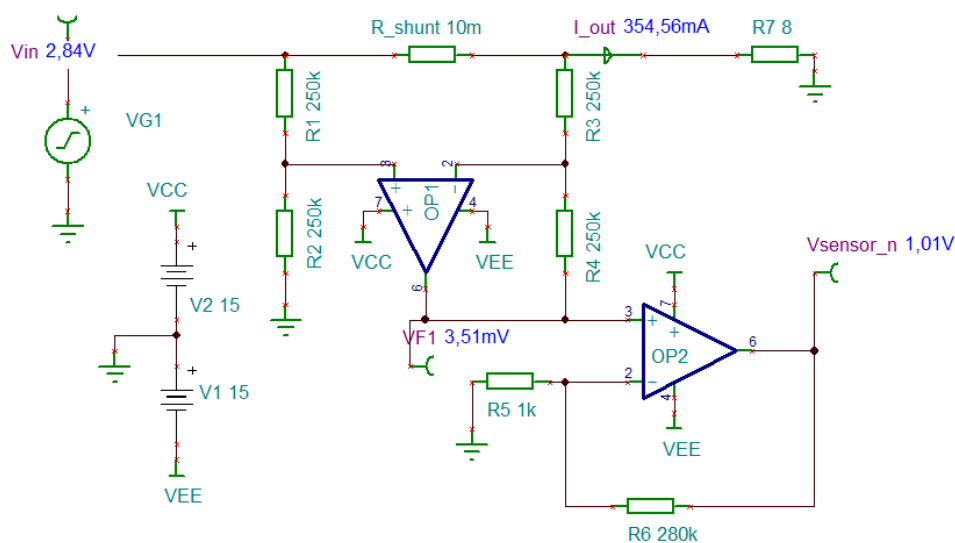 R_shunt 10m
I_out 354,56mA
R7 8
Vin 2,84V
+
VG1
R1 250k
R3 250k
3
2
+
−
OP1
7
+
4
VCC
VEE
R2 250k
R4 250k
6
VCC
+
V2 15
+
V1 15
VEE
VF1 3,51mV
VCC
Vsensor_n 1,01V
3
7
+
+
OP2
6
2
−
4
R5 1k
VEE
R6 280k